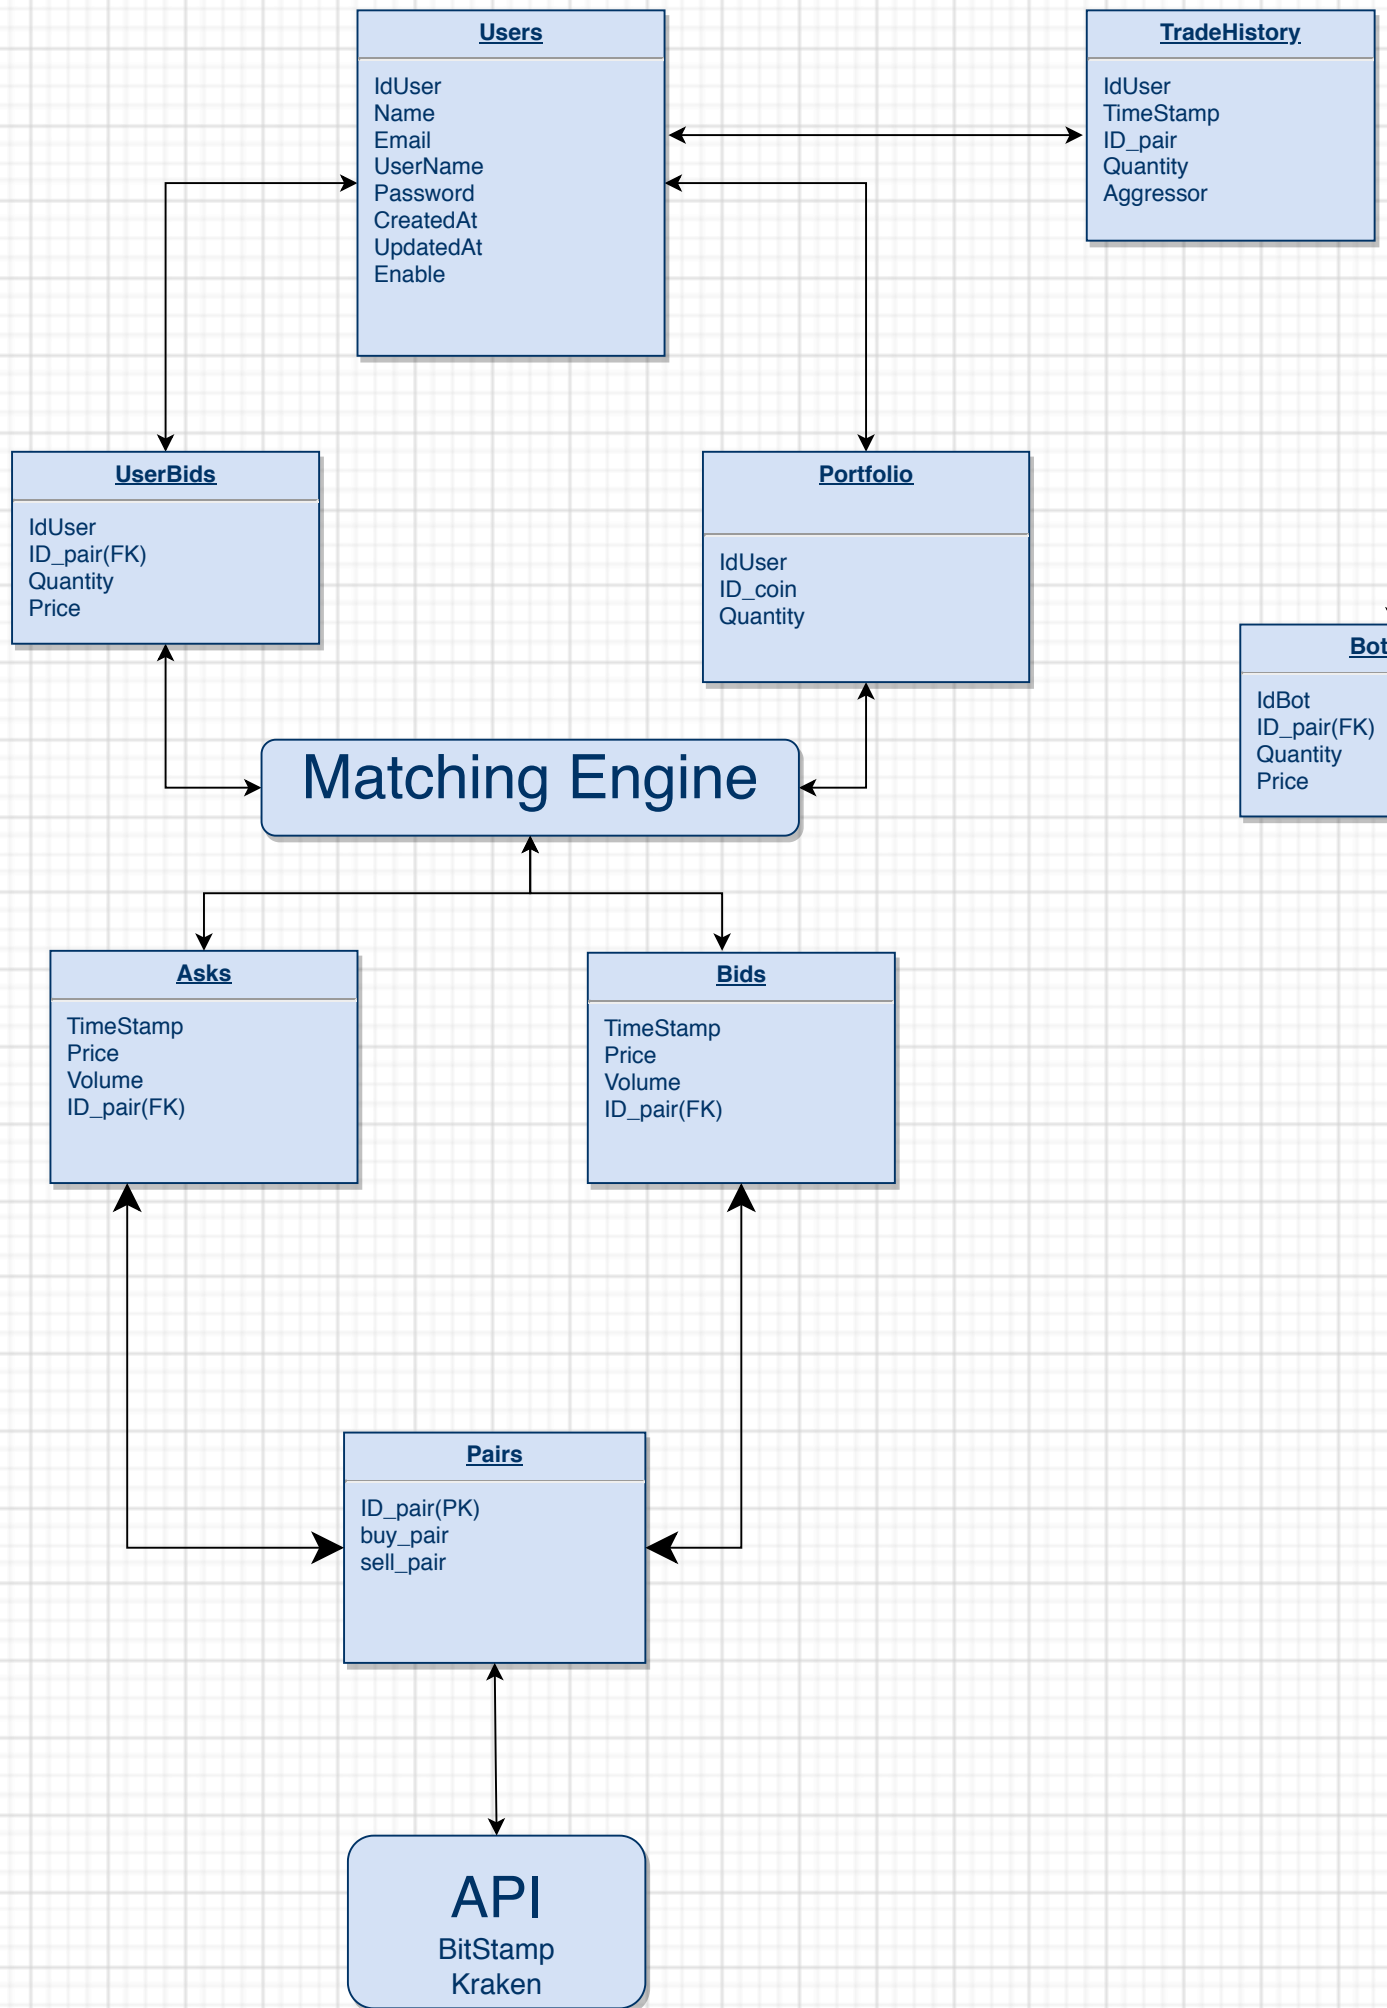 Users
IdUser
Name
Email
UserName
Password
CreatedAt
UpdatedAt
Enable
TradeHistory
IdUser
TimeStamp
ID_pair
Quantity
Aggressor
UserBids
IdUser
ID_pair(FK)
Quantity
Price
Portfolio
IdUser
ID_coin
Quantity
Bot
IdBot
ID_pair(FK)
Quantity
Price
Matching Engine
Asks
TimeStamp
Price
Volume
ID_pair(FK)
Bids
TimeStamp
Price
Volume
ID_pair(FK)
Pairs
ID_pair(PK)
buy_pair
sell_pair
API
BitStamp
Kraken